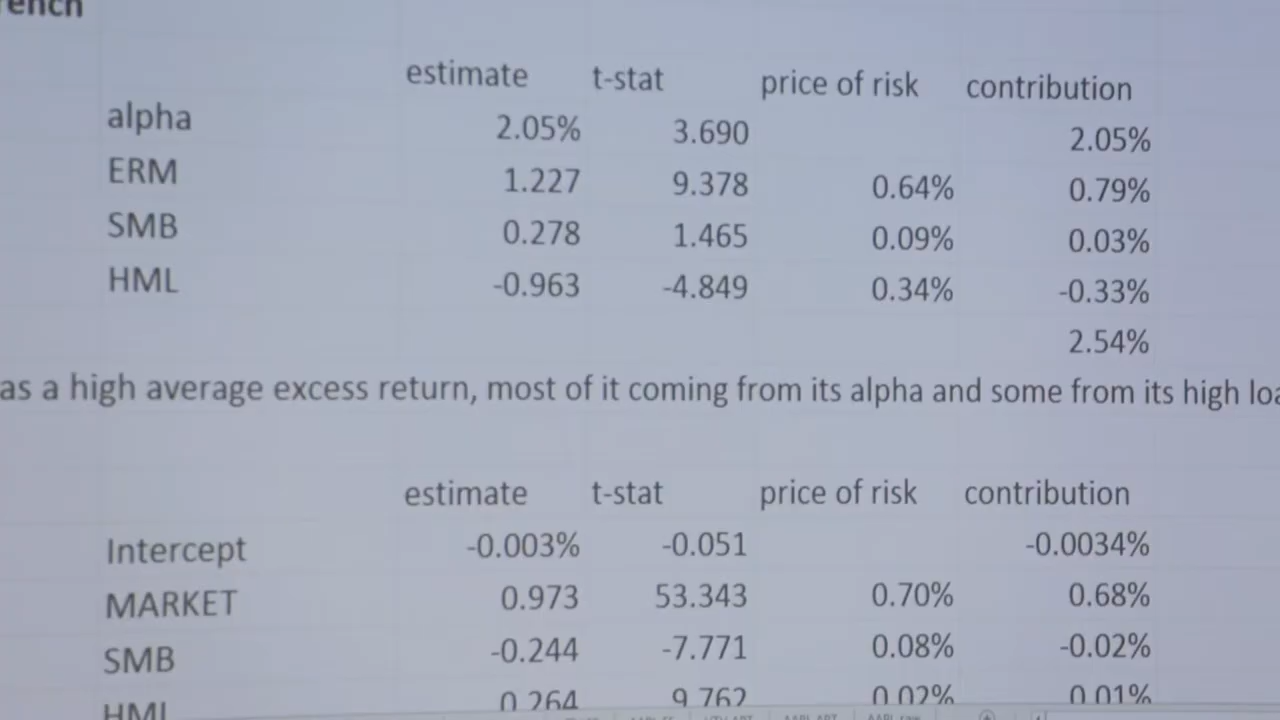 estimate t-stat price of risk contribution
alpha 2.05% 3.690 2.05%
ERM 1.227 9.378 0.64% 0.79%
SMB 0.278 1.465 0.09% 0.03%
HML -0.963 -4.849 0.34% -0.33%
2.54%
as a high average excess return, most of it coming from its alpha and some from its high
estimate t-stat price of risk contribution
Intercept -0.003% -0.051 -0.0034%
MARKET 0.973 53.343 0.70% 0.68%
SMB -0.244 -7.771 0.08% -0.02%
HML 0.264 9.762 0.02% 0.01%